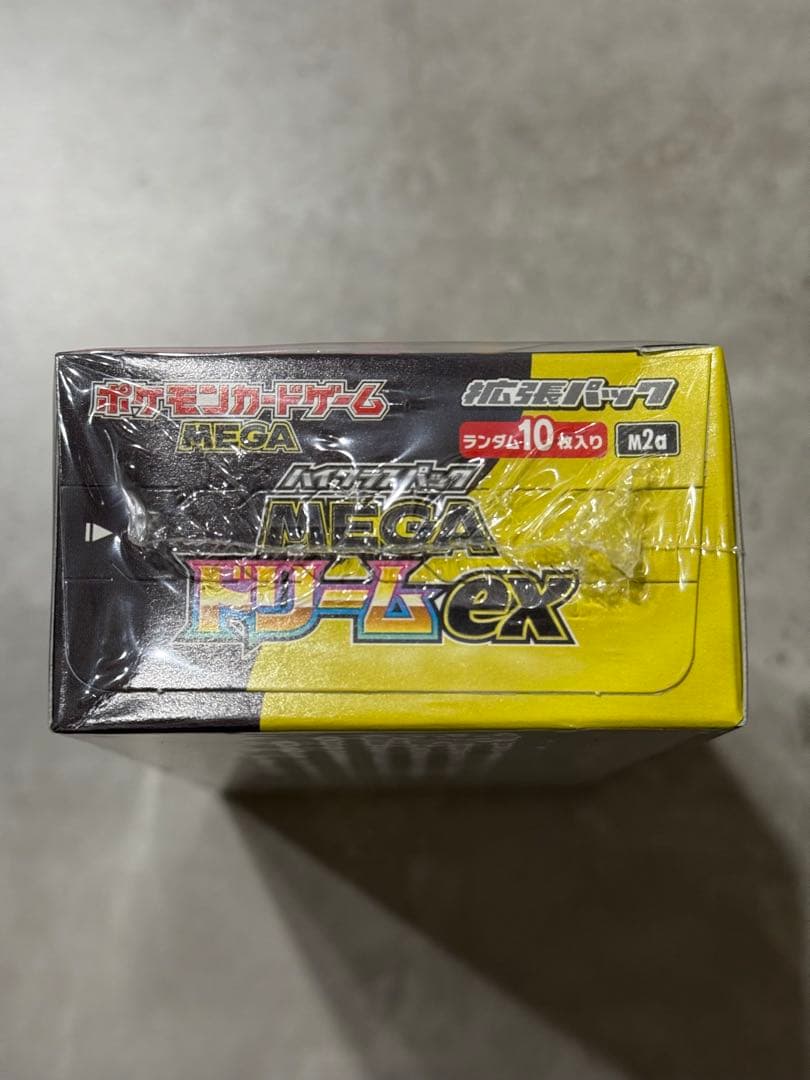 ポケモンカードゲーム
MEGA
拡張パック
ランダム10枚入り M2a
ハイクラスパック
MEGA
ドリームex